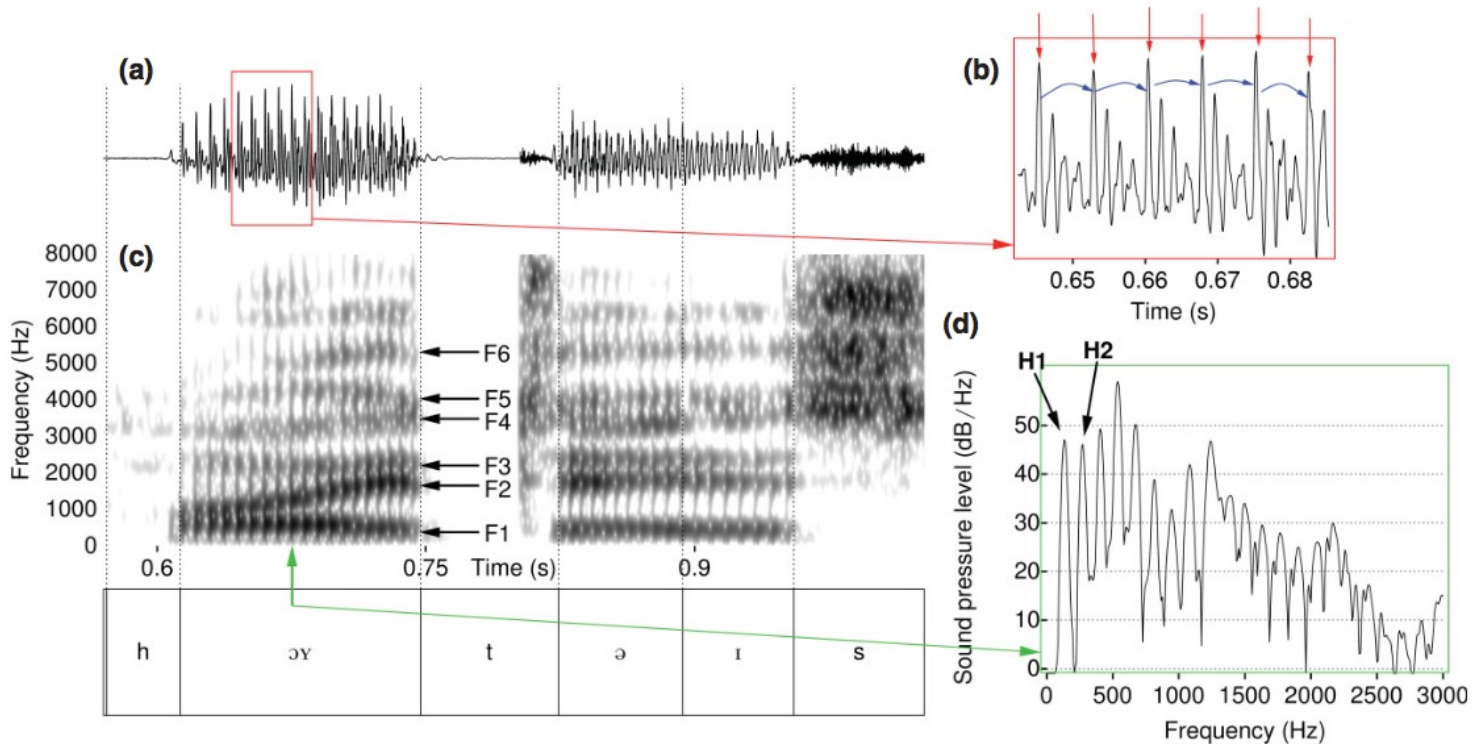 (a)
(b)
0.65 0.66 0.67 0.68
Time (s)
(c)
8000
7000
6000
5000
4000
3000
2000
1000
0
Frequency (Hz)
F6
F5
F4
F3
F2
F1
0.6 0.75 Time (s) 0.9
h ɔʏ t ə ɪ s
(d)
H1 H2
50
40
30
20
10
0
Sound pressure level (dB / Hz)
0 500 1000 1500 2000 2500 3000
Frequency (Hz)